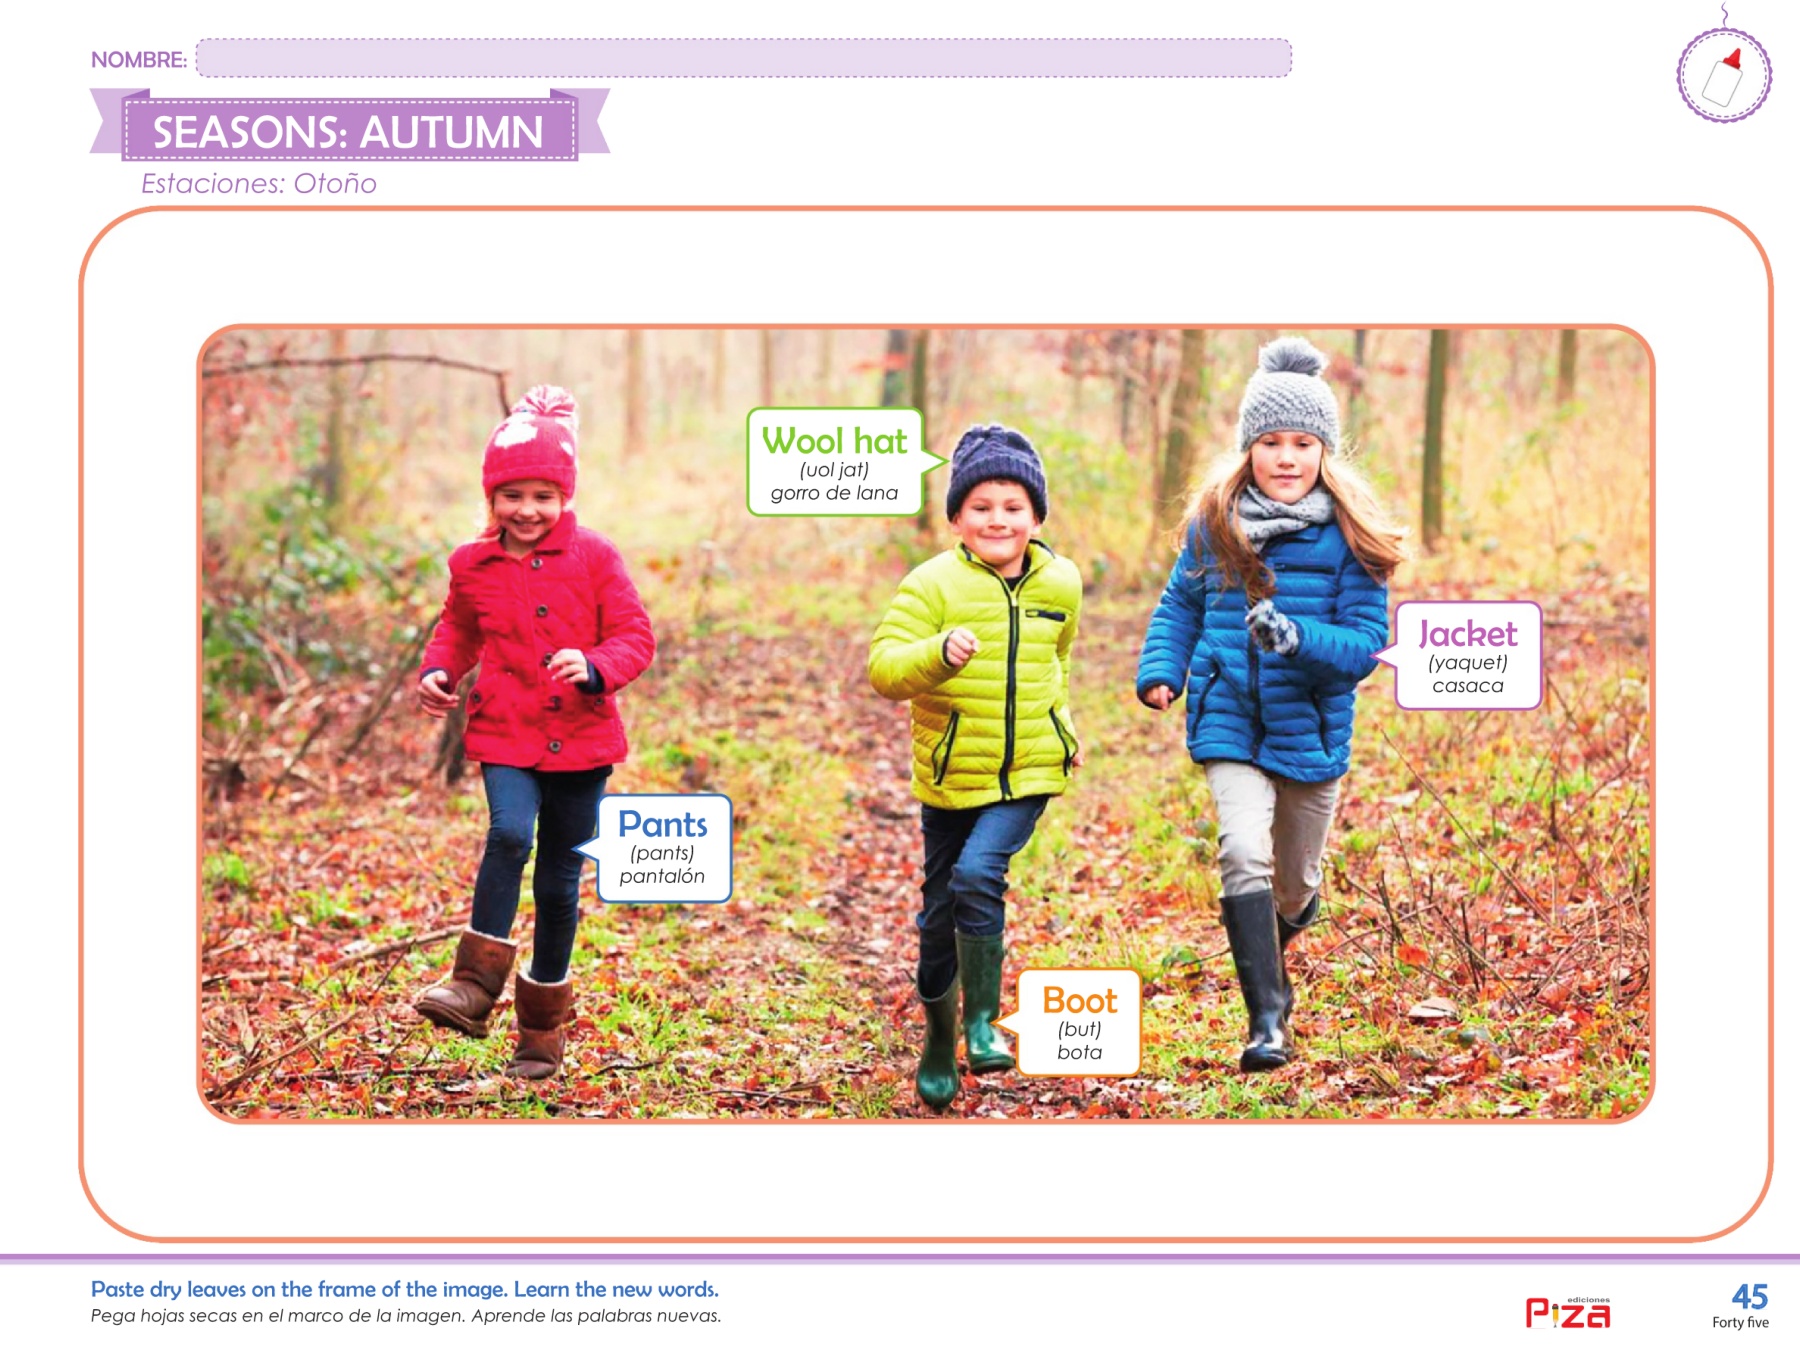 NOMBRE:
SEASONS: AUTUMN
Estaciones: Otoño
Wool hat
(uol jat)
gorro de lana
Jacket
(yaquet)
casaca
Pants
(pants)
pantalón
Boot
(but)
bota
Paste dry leaves on the frame of the image. Learn the new words.
Pega hojas secas en el marco de la imagen. Aprende las palabras nuevas.
ediciones
Piza
45
Forty five